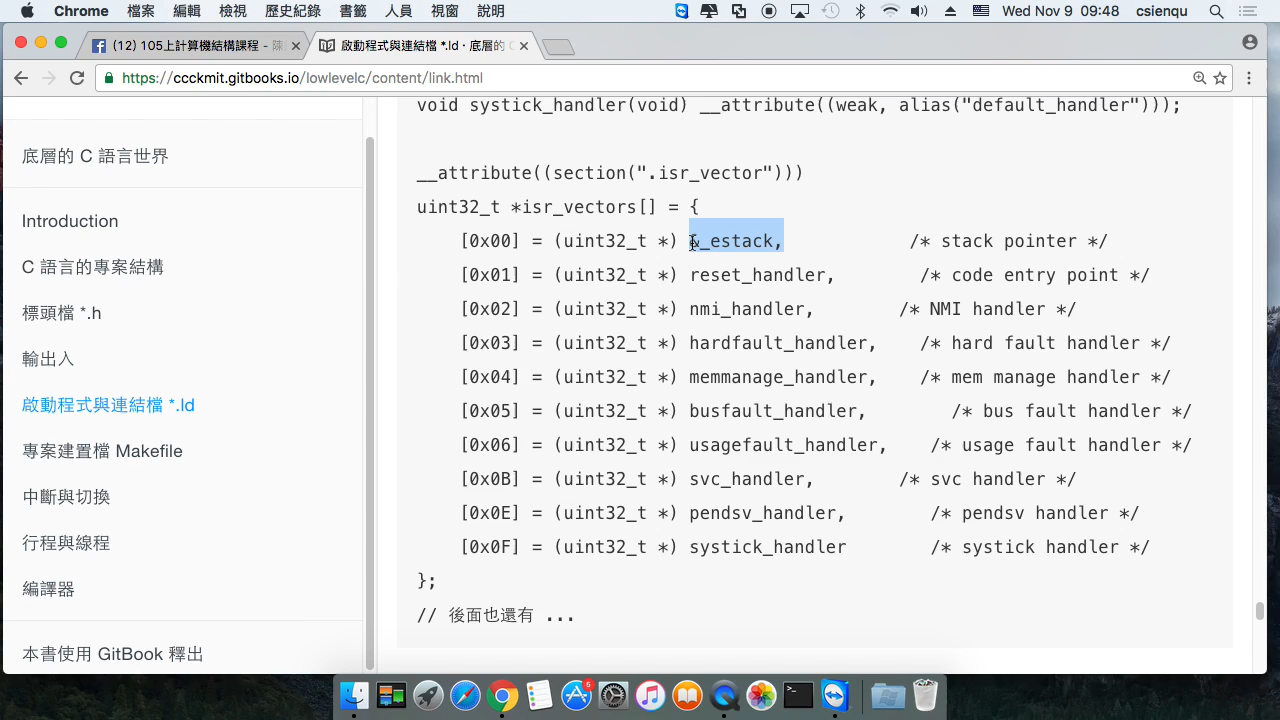 Chrome 檔案 編輯 檢視 歷史紀錄 書籤 人員 視窗 說明 Wed Nov 9 09:48 csienqu
(12) 105上計算機結構課程 - 陳
啟動程式與連結檔 *.ld · 底層的 C
https://ccckmit.gitbooks.io/lowlevelc/content/link.html
底層的 C 語言世界
Introduction
C 語言的專案結構
標頭檔 *.h
輸出入
啟動程式與連結檔 *.ld
專案建置檔 Makefile
中斷與切換
行程與線程
編譯器
本書使用 GitBook 釋出
void systick_handler(void) __attribute((weak, alias("default_handler")));
__attribute((section(".isr_vector")))
uint32_t *isr_vectors[] = {
[0x00] = (uint32_t *) &_estack, /* stack pointer */
[0x01] = (uint32_t *) reset_handler, /* code entry point */
[0x02] = (uint32_t *) nmi_handler, /* NMI handler */
[0x03] = (uint32_t *) hardfault_handler, /* hard fault handler */
[0x04] = (uint32_t *) memmanage_handler, /* mem manage handler */
[0x05] = (uint32_t *) busfault_handler, /* bus fault handler */
[0x06] = (uint32_t *) usagefault_handler, /* usage fault handler */
[0x0B] = (uint32_t *) svc_handler, /* svc handler */
[0x0E] = (uint32_t *) pendsv_handler, /* pendsv handler */
[0x0F] = (uint32_t *) systick_handler /* systick handler */
};
// 後面也還有 ...
6